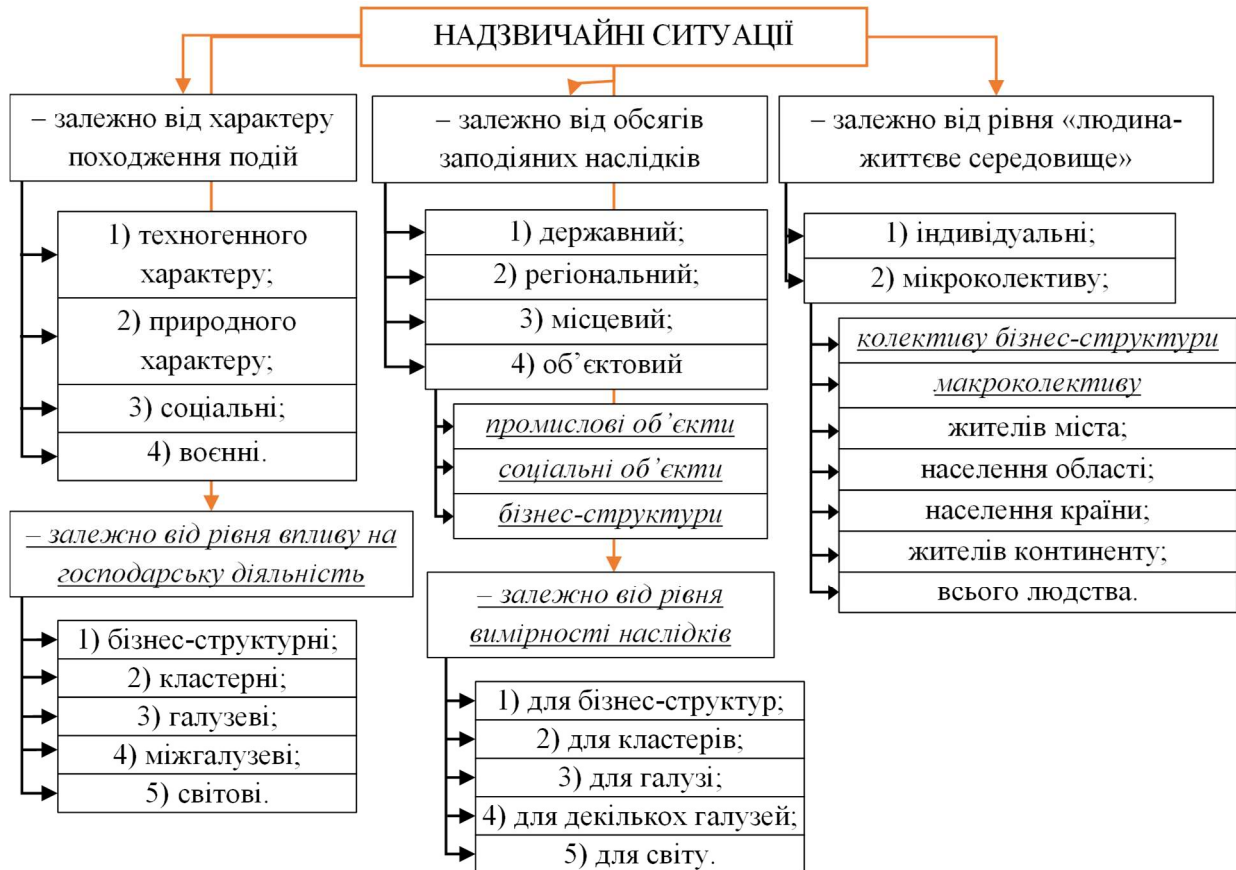 НАДЗВИЧАЙНІ СИТУАЦІЇ
– залежно від характеру
походження подій
1) техногенного
характеру;
2) природного
характеру;
3) соціальні;
4) воєнні.
– залежно від рівня впливу на
господарську діяльність
1) бізнес-структурні;
2) кластерні;
3) галузеві;
4) міжгалузеві;
5) світові.
– залежно від обсягів
заподіяних наслідків
1) державний;
2) регіональний;
3) місцевий;
4) об’єктовий
промислові об’єкти
соціальні об’єкти
бізнес-структури
– залежно від рівня
вимірності наслідків
1) для бізнес-структур;
2) для кластерів;
3) для галузі;
4) для декількох галузей;
5) для світу.
– залежно від рівня «людина-
життєве середовище»
1) індивідуальні;
2) мікроколективу;
колективу бізнес-структури
макроколективу
жителів міста;
населення області;
населення країни;
жителів континенту;
всього людства.